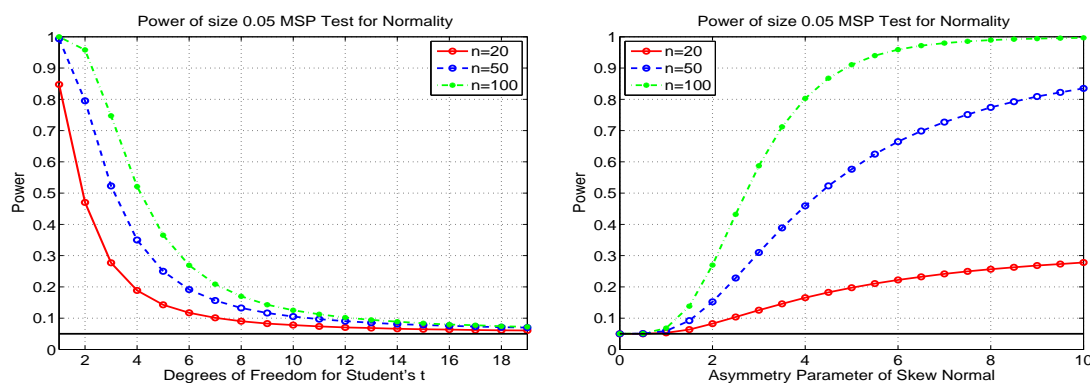 Power of size 0.05 MSP Test for Normality
1
0.9
0.8
0.7
0.6
0.5
0.4
0.3
0.2
0.1
0
Power
n=20
n=50
n=100
2 4 6 8 10 12 14 16 18
Degrees of Freedom for Student's t
Power of size 0.05 MSP Test for Normality
1
0.9
0.8
0.7
0.6
0.5
0.4
0.3
0.2
0.1
0
Power
n=20
n=50
n=100
0 2 4 6 8 10
Asymmetry Parameter of Skew Normal